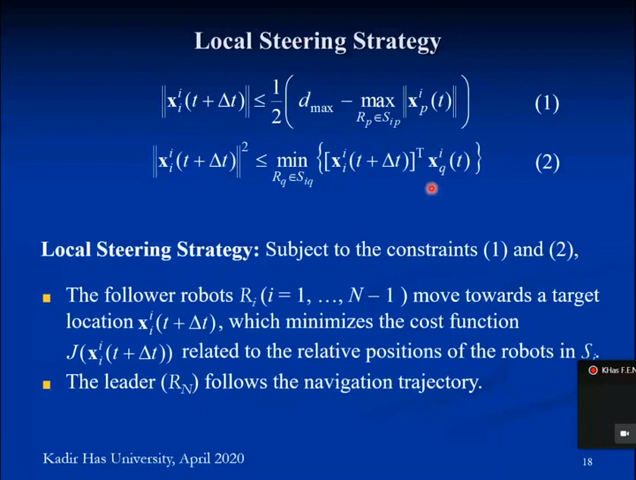 Local Steering Strategy
‖x_i^i(t + Δt)‖ ≤ 1/2 ( d_max − max_{R_p∈S_ip} ‖x_p^i(t)‖ ) (1)
‖x_i^i(t + Δt)‖² ≤ min_{R_q∈S_iq} {[x_i^i(t + Δt)]^T x_q^i(t)} (2)
Local Steering Strategy: Subject to the constraints (1) and (2),
The follower robots R_i (i = 1, …, N – 1 ) move towards a target
location x_i^i(t + Δt), which minimizes the cost function
J(x_i^i(t + Δt)) related to the relative positions of the robots in S_i.
The leader (R_N) follows the navigation trajectory.
KHas F.E.N
Kadir Has University, April 2020
18